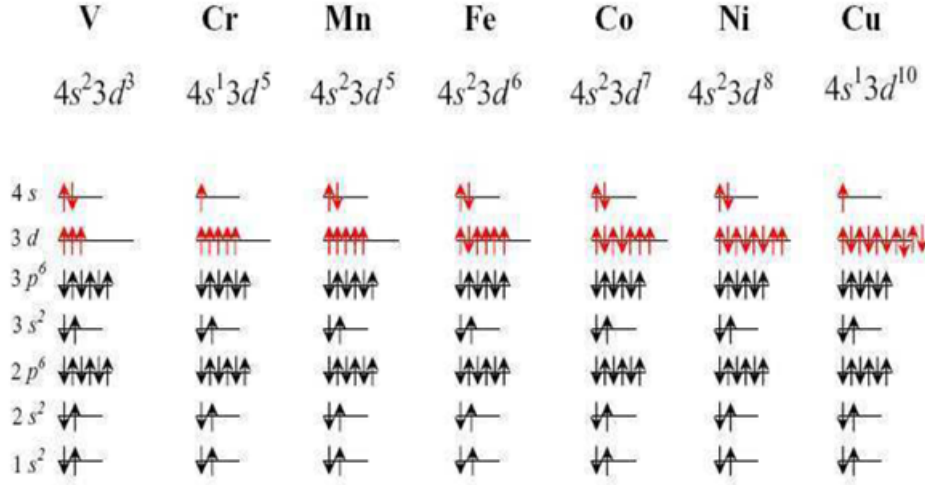 V Cr Mn Fe Co Ni Cu
4s²3d³ 4s¹3d⁵ 4s²3d⁵ 4s²3d⁶ 4s²3d⁷ 4s²3d⁸ 4s¹3d¹⁰
4 s
3 d
3 p⁶
3 s²
2 p⁶
2 s²
1 s²